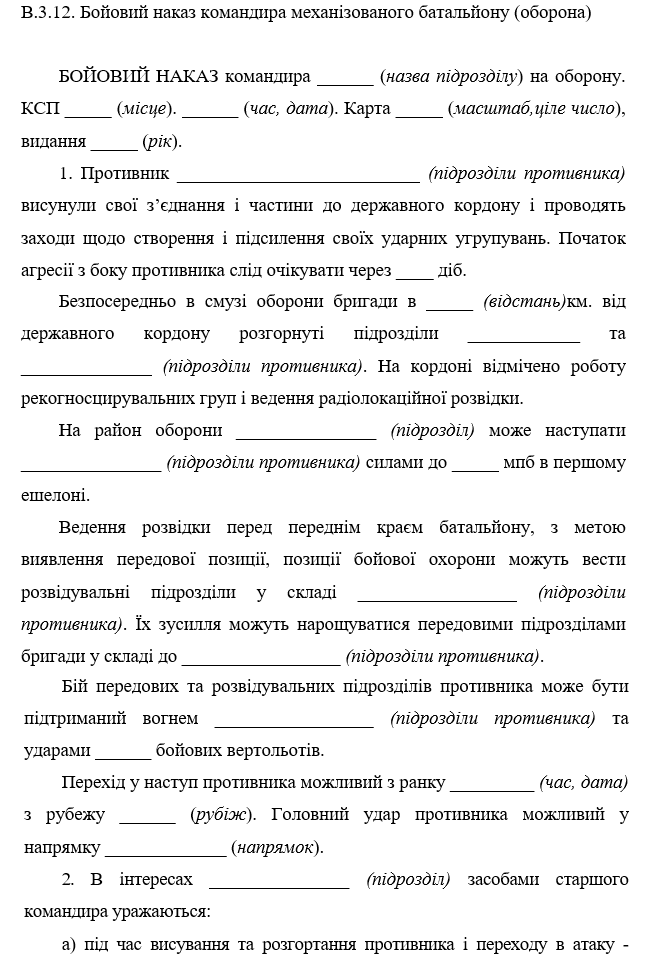 В.3.12. Бойовий наказ командира механізованого батальйону (оборона)
БОЙОВИЙ НАКАЗ командира ______ (назва підрозділу) на оборону.
КСП _____ (місце). ______ (час, дата). Карта _____ (масштаб,ціле число),
видання _____ (рік).
1. Противник __________________________ (підрозділи противника)
висунули свої з’єднання і частини до державного кордону і проводять
заходи щодо створення і підсилення своїх ударних угрупувань. Початок
агресії з боку противника слід очікувати через ____ діб.
Безпосередньо в смузі оборони бригади в _____ (відстань)км. від
державного кордону розгорнуті підрозділи ____________ та
______________ (підрозділи противника). На кордоні відмічено роботу
рекогносцирувальних груп і ведення радіолокаційної розвідки.
На район оборони _______________ (підрозділ) може наступати
_______________ (підрозділи противника) силами до _____ мпб в першому
ешелоні.
Ведення розвідки перед переднім краєм батальйону, з метою
виявлення передової позиції, позиції бойової охорони можуть вести
розвідувальні підрозділи у складі _________________ (підрозділи
противника). Їх зусилля можуть нарощуватися передовими підрозділами
бригади у складі до _________________ (підрозділи противника).
Бій передових та розвідувальних підрозділів противника може бути
підтриманий вогнем _________________ (підрозділи противника) та
ударами ______ бойових вертольотів.
Перехід у наступ противника можливий з ранку _________ (час, дата)
з рубежу ______ (рубіж). Головний удар противника можливий у
напрямку _____________ (напрямок).
2. В інтересах _______________ (підрозділ) засобами старшого
командира уражаються:
а) під час висування та розгортання противника і переходу в атаку -